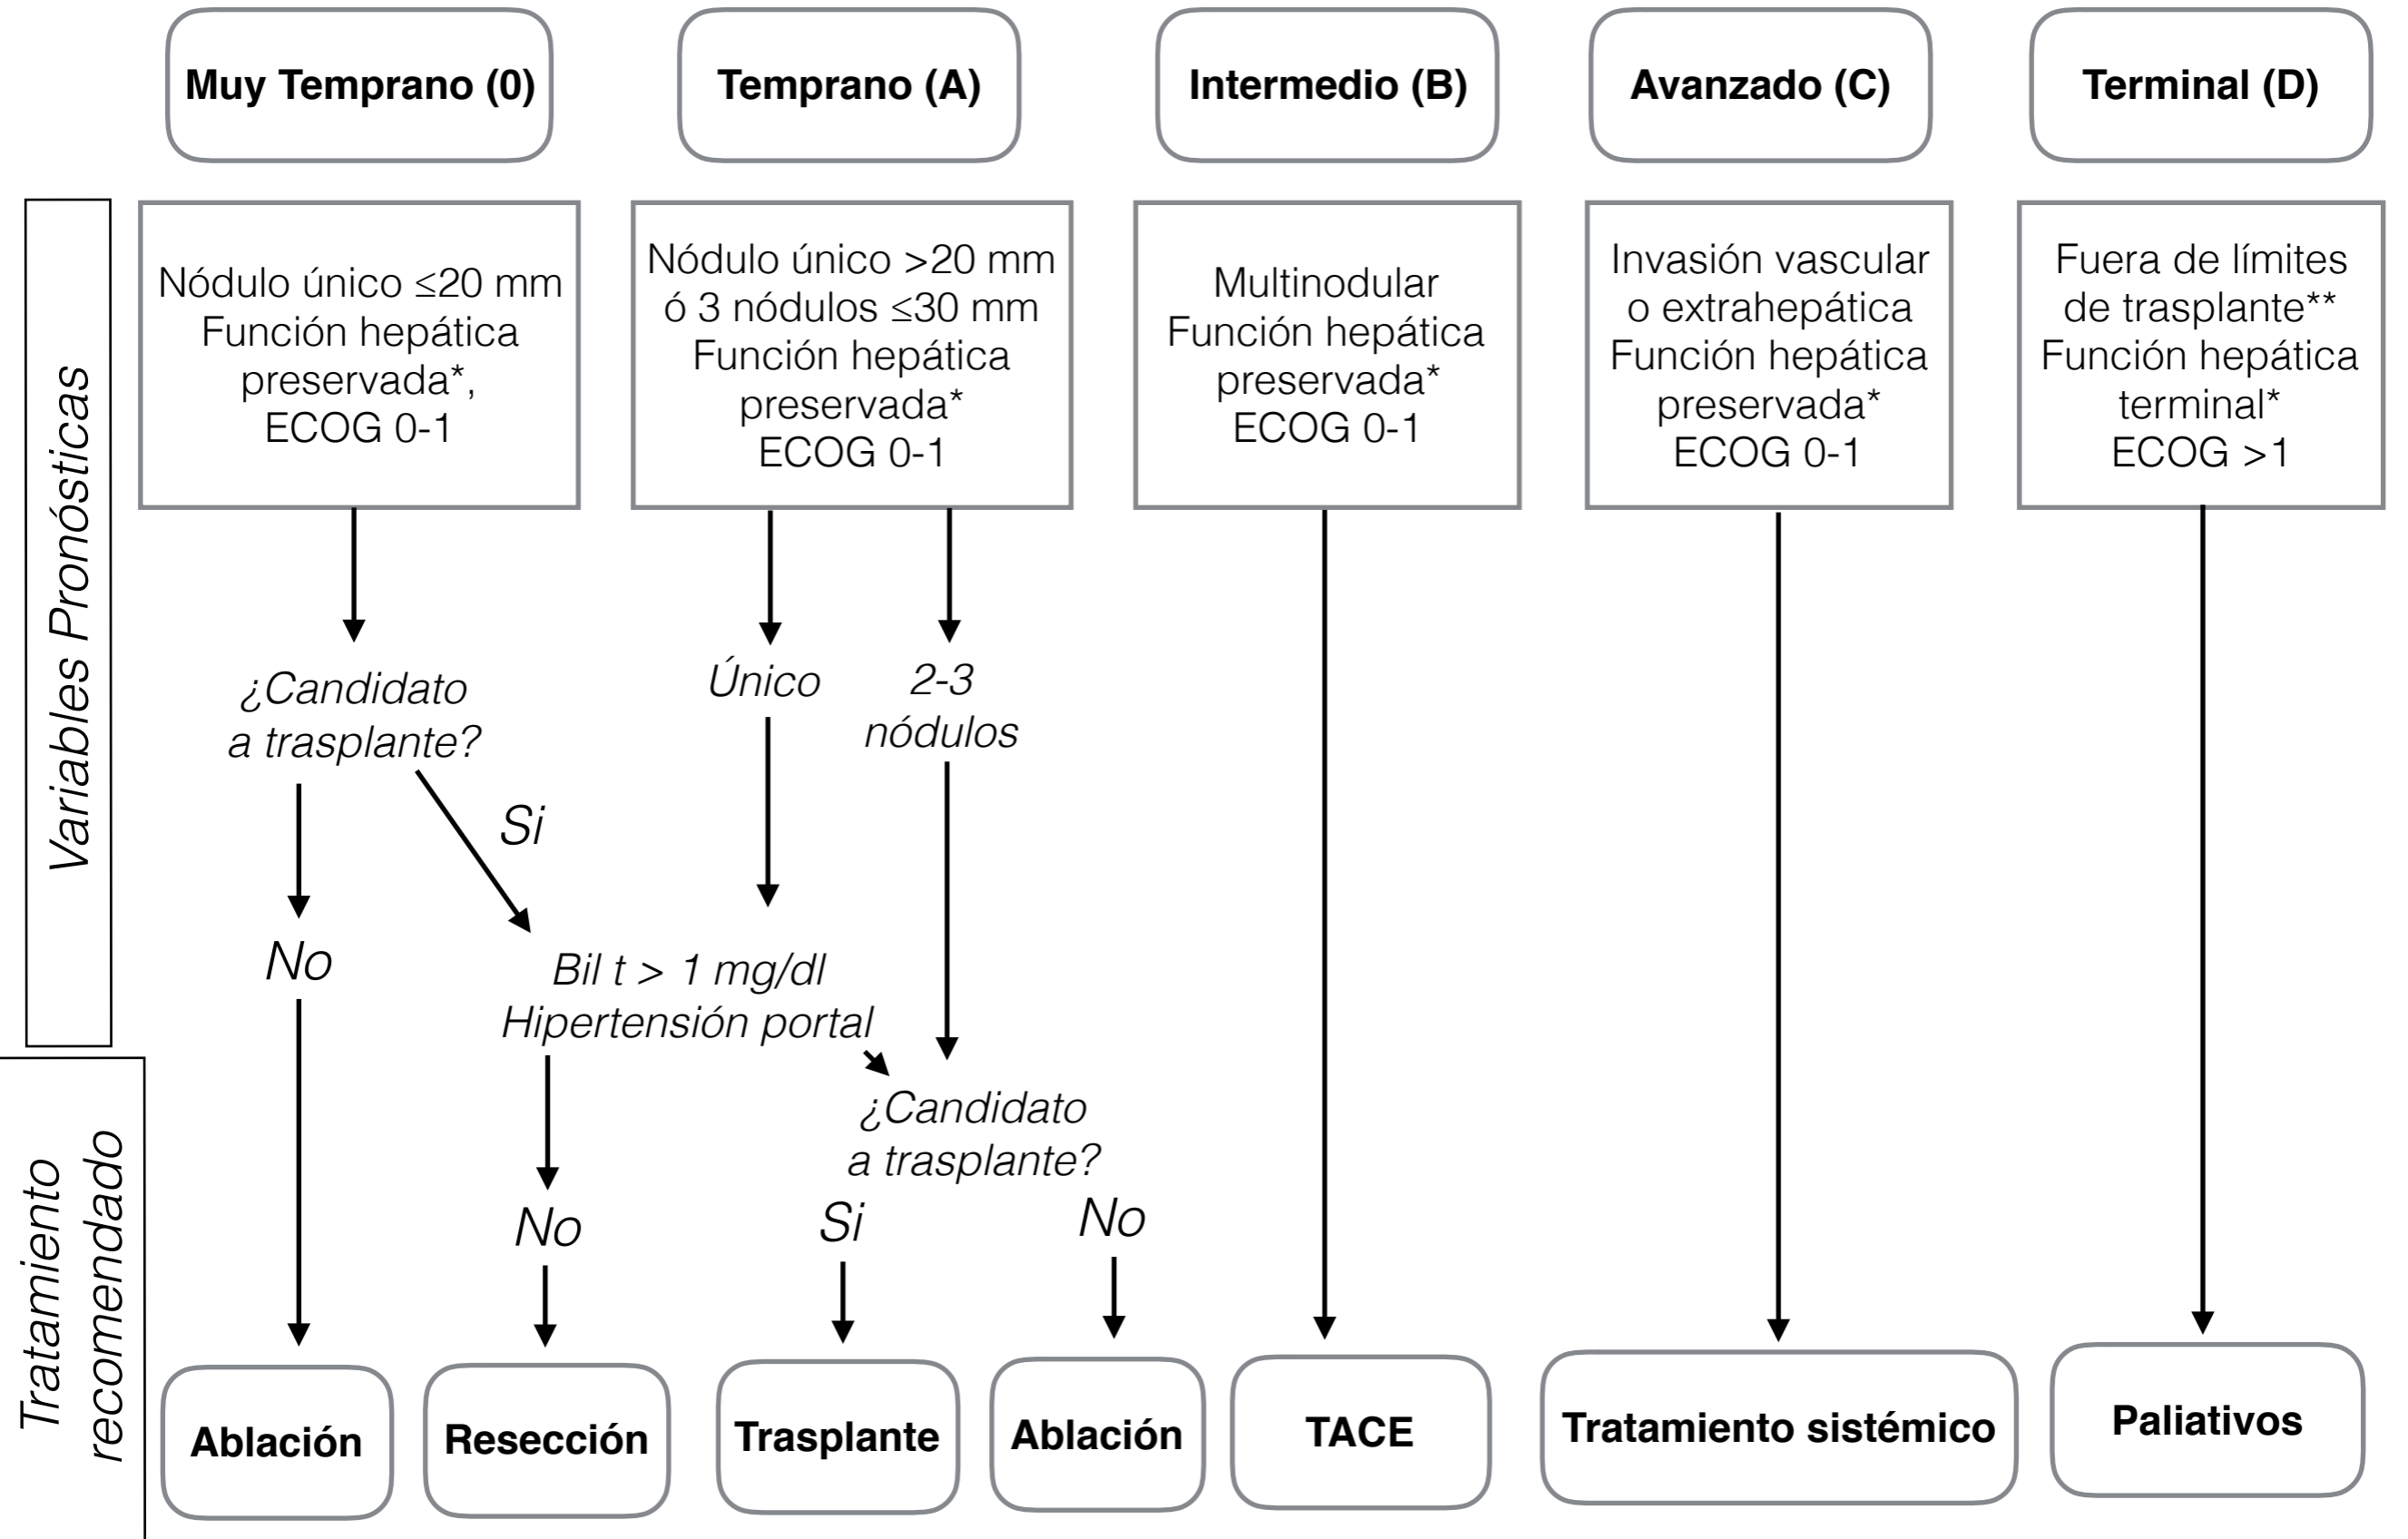 Muy Temprano (0)
Temprano (A)
Intermedio (B)
Avanzado (C)
Terminal (D)
Variables Pronósticas
Nódulo único ≤20 mm
Función hepática
preservada*,
ECOG 0-1
Nódulo único >20 mm
ó 3 nódulos ≤30 mm
Función hepática
preservada*
ECOG 0-1
Multinodular
Función hepática
preservada*
ECOG 0-1
Invasión vascular
o extrahepática
Función hepática
preservada*
ECOG 0-1
Fuera de límites
de trasplante**
Función hepática
terminal*
ECOG >1
¿Candidato
a trasplante?
Único
2-3
nódulos
Si
No
Bil t > 1 mg/dl
Hipertensión portal
¿Candidato
a trasplante?
No
Si
No
Tratamiento
recomendado
Ablación
Resección
Trasplante
Ablación
TACE
Tratamiento sistémico
Paliativos